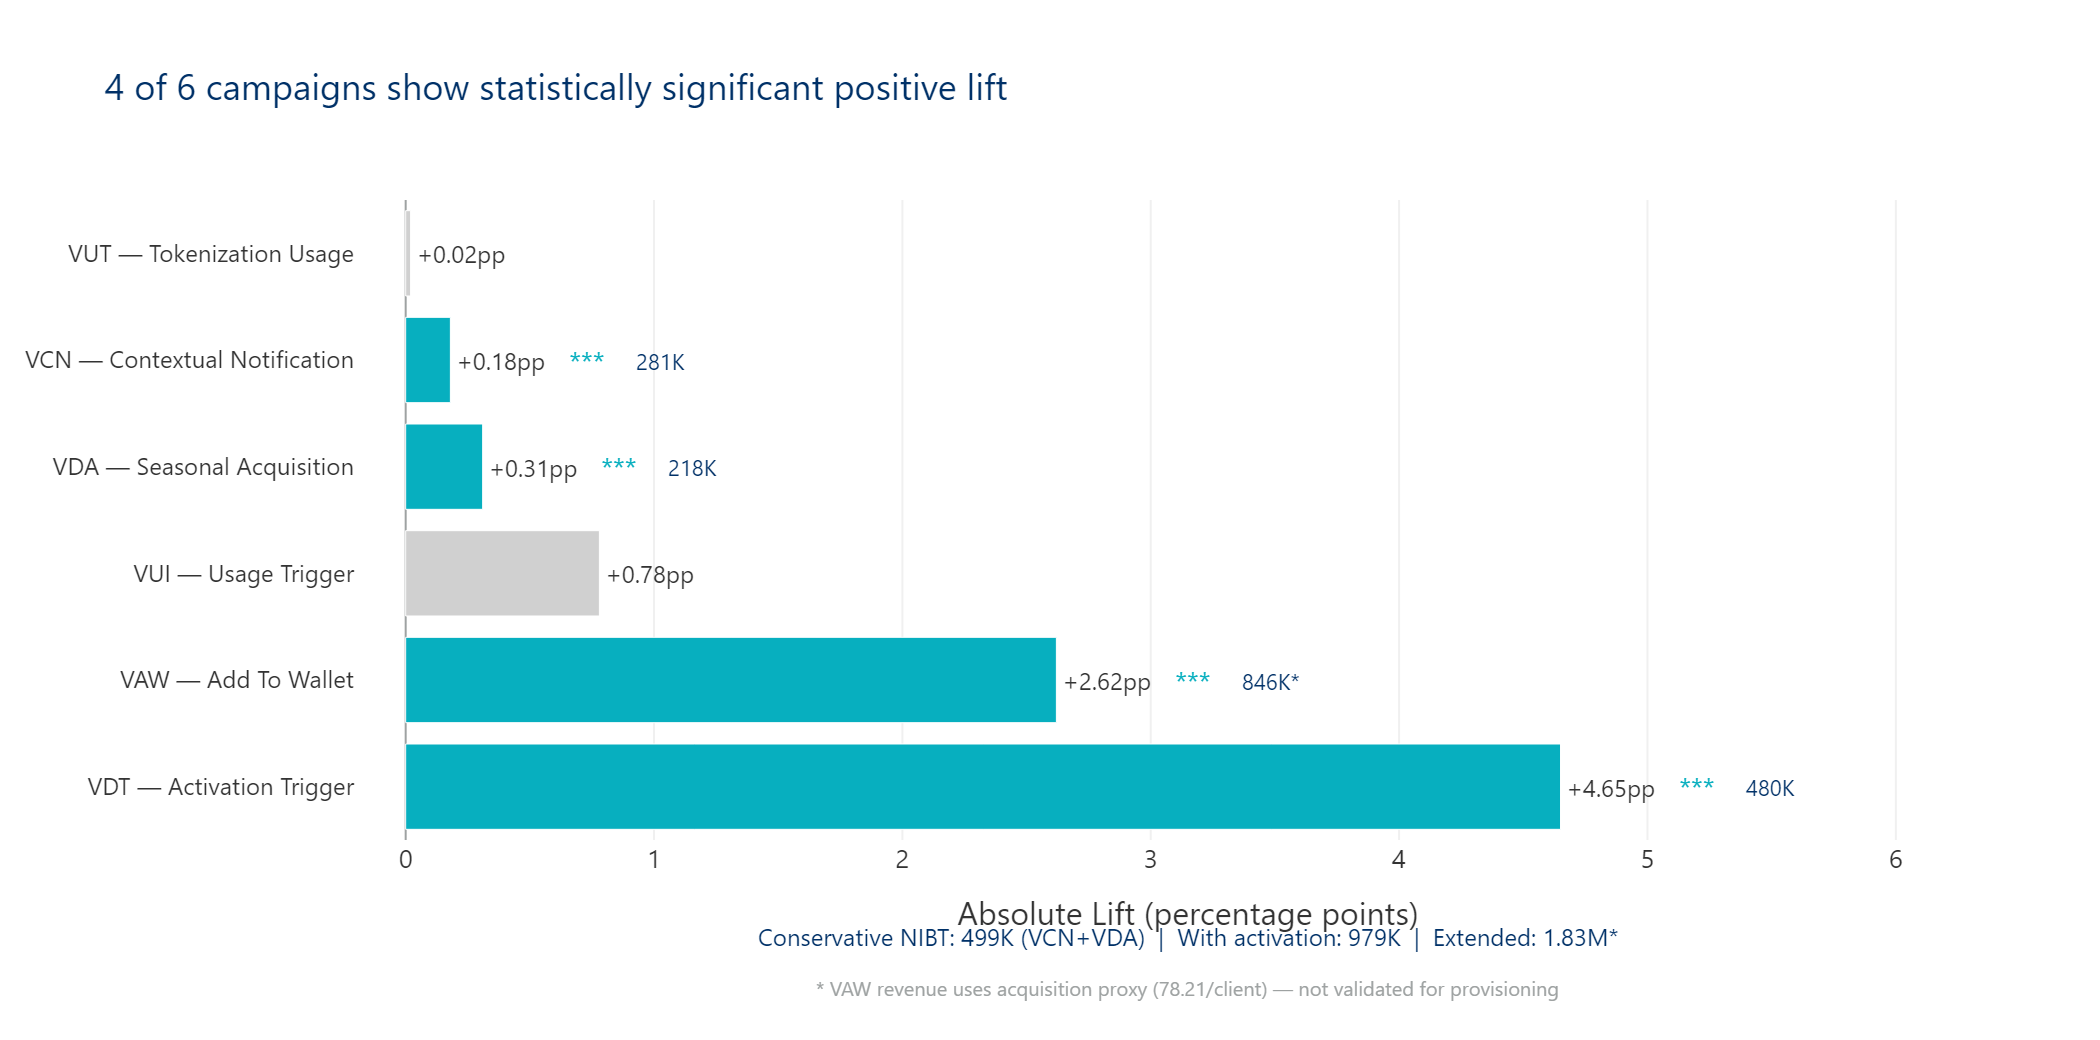 4 of 6 campaigns show statistically significant positive lift
VUT — Tokenization Usage +0.02pp
VCN — Contextual Notification +0.18pp *** 281K
VDA — Seasonal Acquisition +0.31pp *** 218K
VUI — Usage Trigger +0.78pp
VAW — Add To Wallet +2.62pp *** 846K*
VDT — Activation Trigger +4.65pp *** 480K
0 1 2 3 4 5 6
Absolute Lift (percentage points)
Conservative NIBT: 499K (VCN+VDA) | With activation: 979K | Extended: 1.83M*
* VAW revenue uses acquisition proxy (78.21/client) — not validated for provisioning